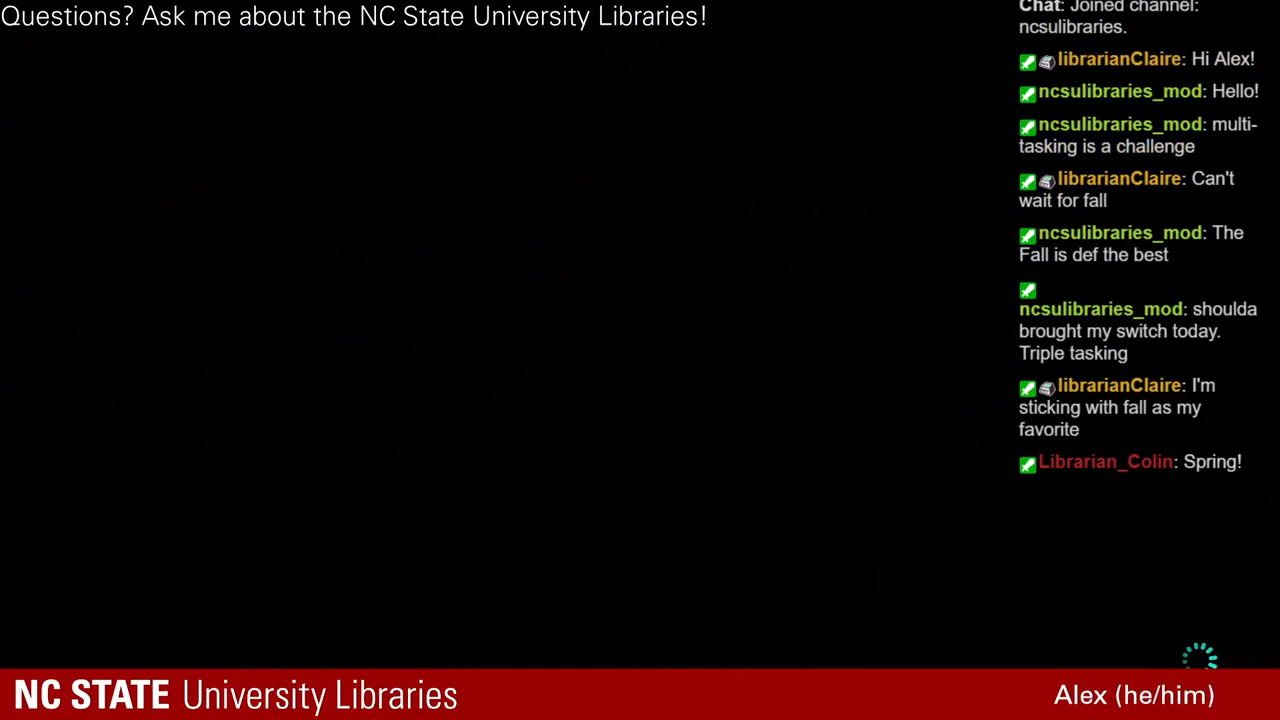 Questions? Ask me about the NC State University Libraries!
Chat: Joined channel:
ncsulibraries.
librarianClaire: Hi Alex!
ncsulibraries_mod: Hello!
ncsulibraries_mod: multi-
tasking is a challenge
librarianClaire: Can't
wait for fall
ncsulibraries_mod: The
Fall is def the best
ncsulibraries_mod: shoulda
brought my switch today.
Triple tasking
librarianClaire: I'm
sticking with fall as my
favorite
Librarian_Colin: Spring!
NC STATE University Libraries
Alex (he/him)